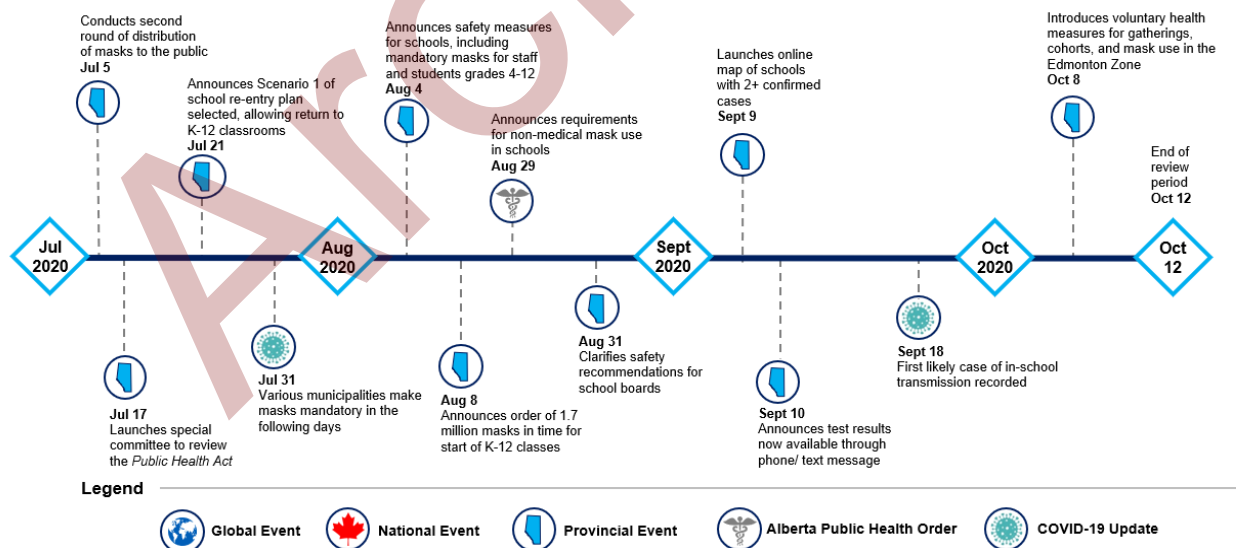 Conducts second
round of distribution
of masks to the public
Jul 5
Announces Scenario 1 of
school re-entry plan
selected, allowing return to
K-12 classrooms
Jul 21
Announces safety measures
for schools, including
mandatory masks for staff
and students grades 4-12
Aug 4
Announces requirements
for non-medical mask use
in schools
Aug 29
Launches online
map of schools
with 2+ confirmed
cases
Sept 9
Introduces voluntary health
measures for gatherings,
cohorts, and mask use in the
Edmonton Zone
Oct 8
End of
review
period
Oct 12
Jul
2020
Aug
2020
Sept
2020
Oct
2020
Oct
12
Jul 17
Launches special
committee to review
the Public Health Act
Jul 31
Various municipalities make
masks mandatory in the
following days
Aug 8
Announces order of 1.7
million masks in time for
start of K-12 classes
Aug 31
Clarifies safety
recommendations for
school boards
Sept 10
Announces test results
now available through
phone/ text message
Sept 18
First likely case of in-school
transmission recorded
Legend
Global Event
National Event
Provincial Event
Alberta Public Health Order
COVID-19 Update